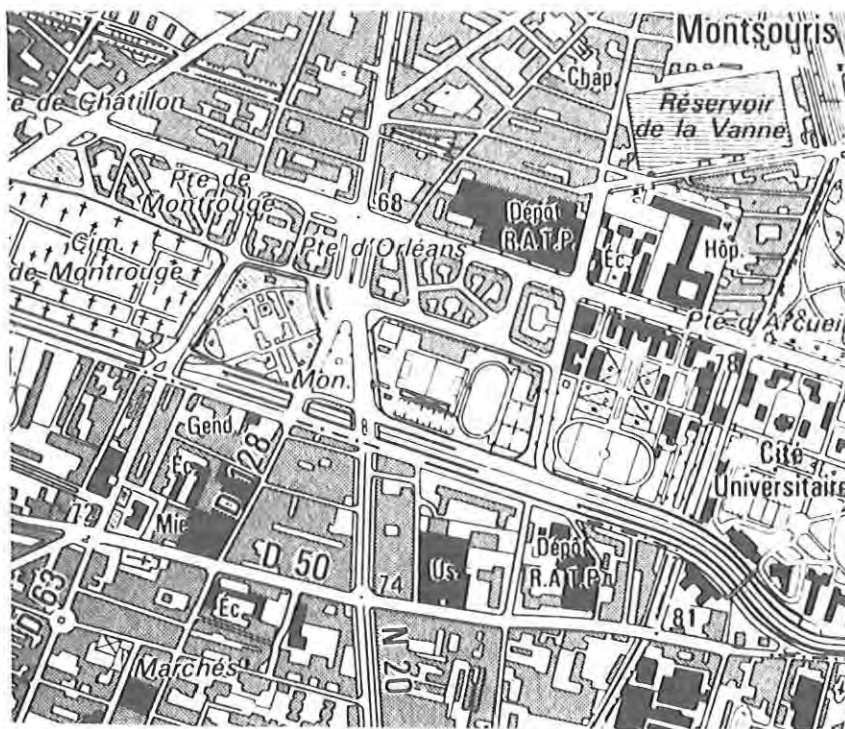 Montsouris
Chap.
Réservoir
de la Vanne
e de Châtillon
Pte de
Montrouge
68
Dépôt
R.A.T.P.
Pte d'Orléans
Éc.
Hôp.
Cim.
de Montrouge
Pte d'Arcueil
78
Mon.
Gend.
Cité
Universitaire
Éc.
D 128
Mie
72
D 50
Us.
Dépôt
R.A.T.P.
74
D 63
Éc.
81
N 20
Marchés